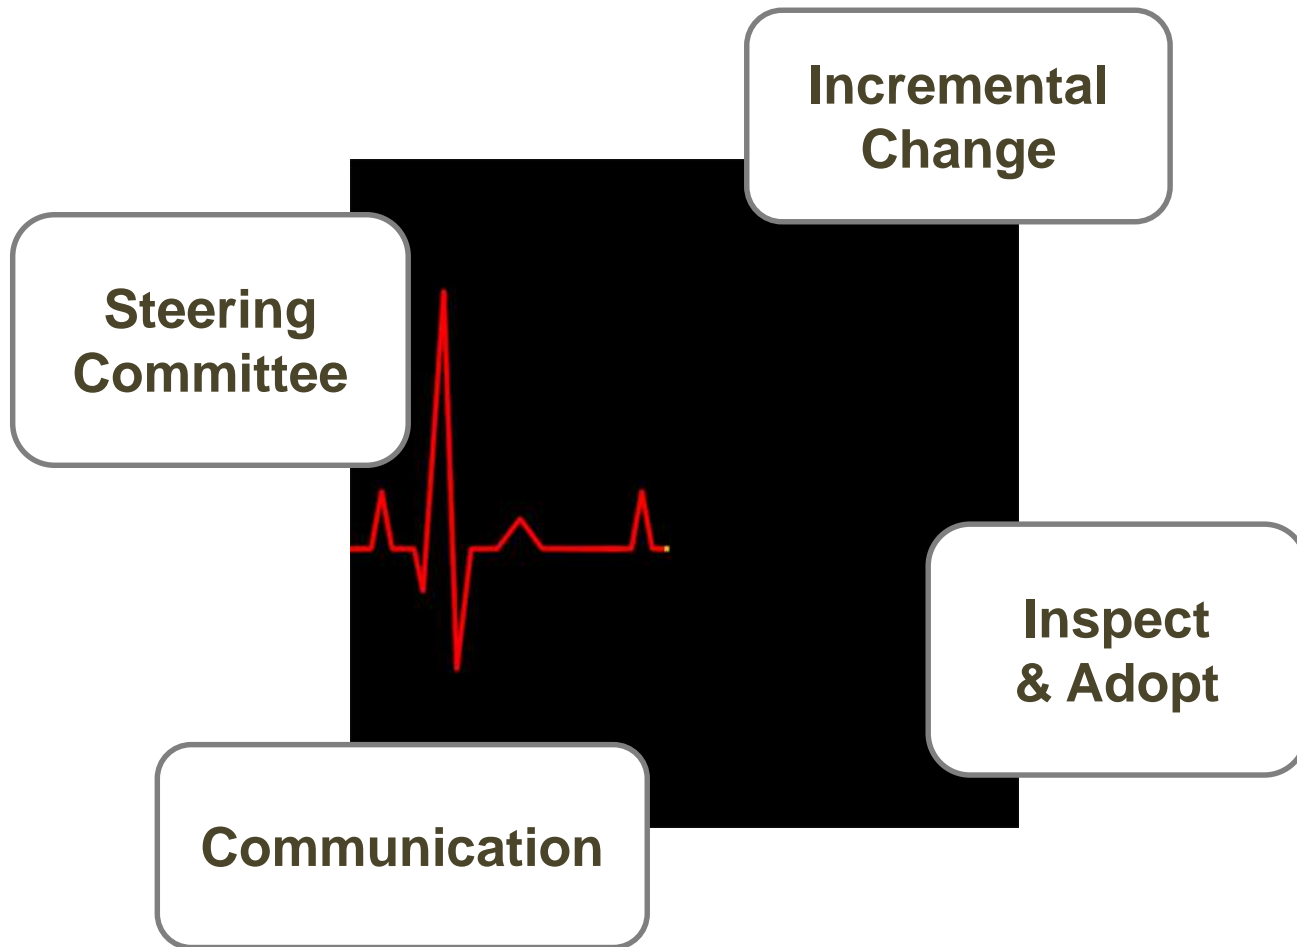 Incremental
Change
Steering
Committee
Inspect
& Adopt
Communication